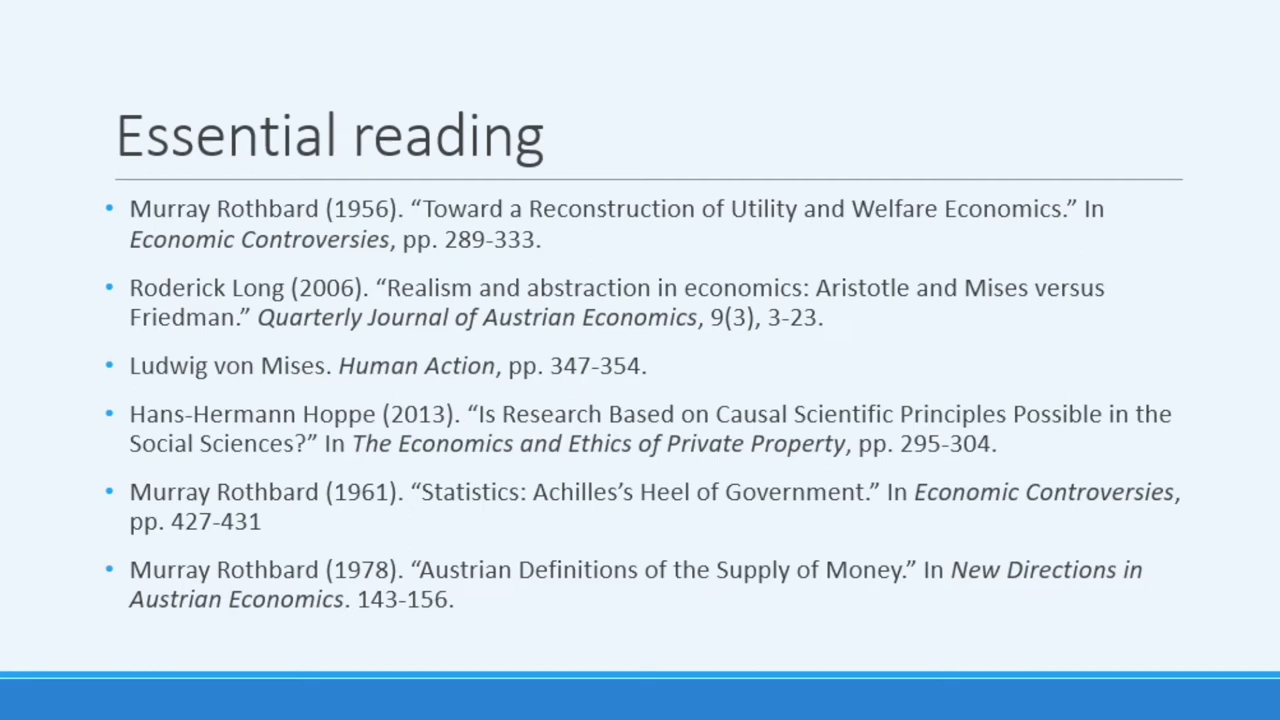 Essential reading
• Murray Rothbard (1956). “Toward a Reconstruction of Utility and Welfare Economics.” In
Economic Controversies, pp. 289-333.
• Roderick Long (2006). “Realism and abstraction in economics: Aristotle and Mises versus
Friedman.” Quarterly Journal of Austrian Economics, 9(3), 3-23.
• Ludwig von Mises. Human Action, pp. 347-354.
• Hans-Hermann Hoppe (2013). “Is Research Based on Causal Scientific Principles Possible in the
Social Sciences?” In The Economics and Ethics of Private Property, pp. 295-304.
• Murray Rothbard (1961). “Statistics: Achilles’s Heel of Government.” In Economic Controversies,
pp. 427-431
• Murray Rothbard (1978). “Austrian Definitions of the Supply of Money.” In New Directions in
Austrian Economics. 143-156.